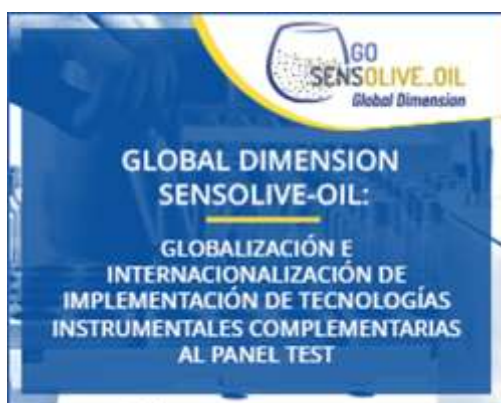 GO
SENSOLIVE_OIL
Global Dimension
GLOBAL DIMENSION
SENSOLIVE-OIL:
GLOBALIZACIÓN E
INTERNACIONALIZACIÓN DE
IMPLEMENTACIÓN DE TECNOLOGÍAS
INSTRUMENTALES COMPLEMENTARIAS
AL PANEL TEST